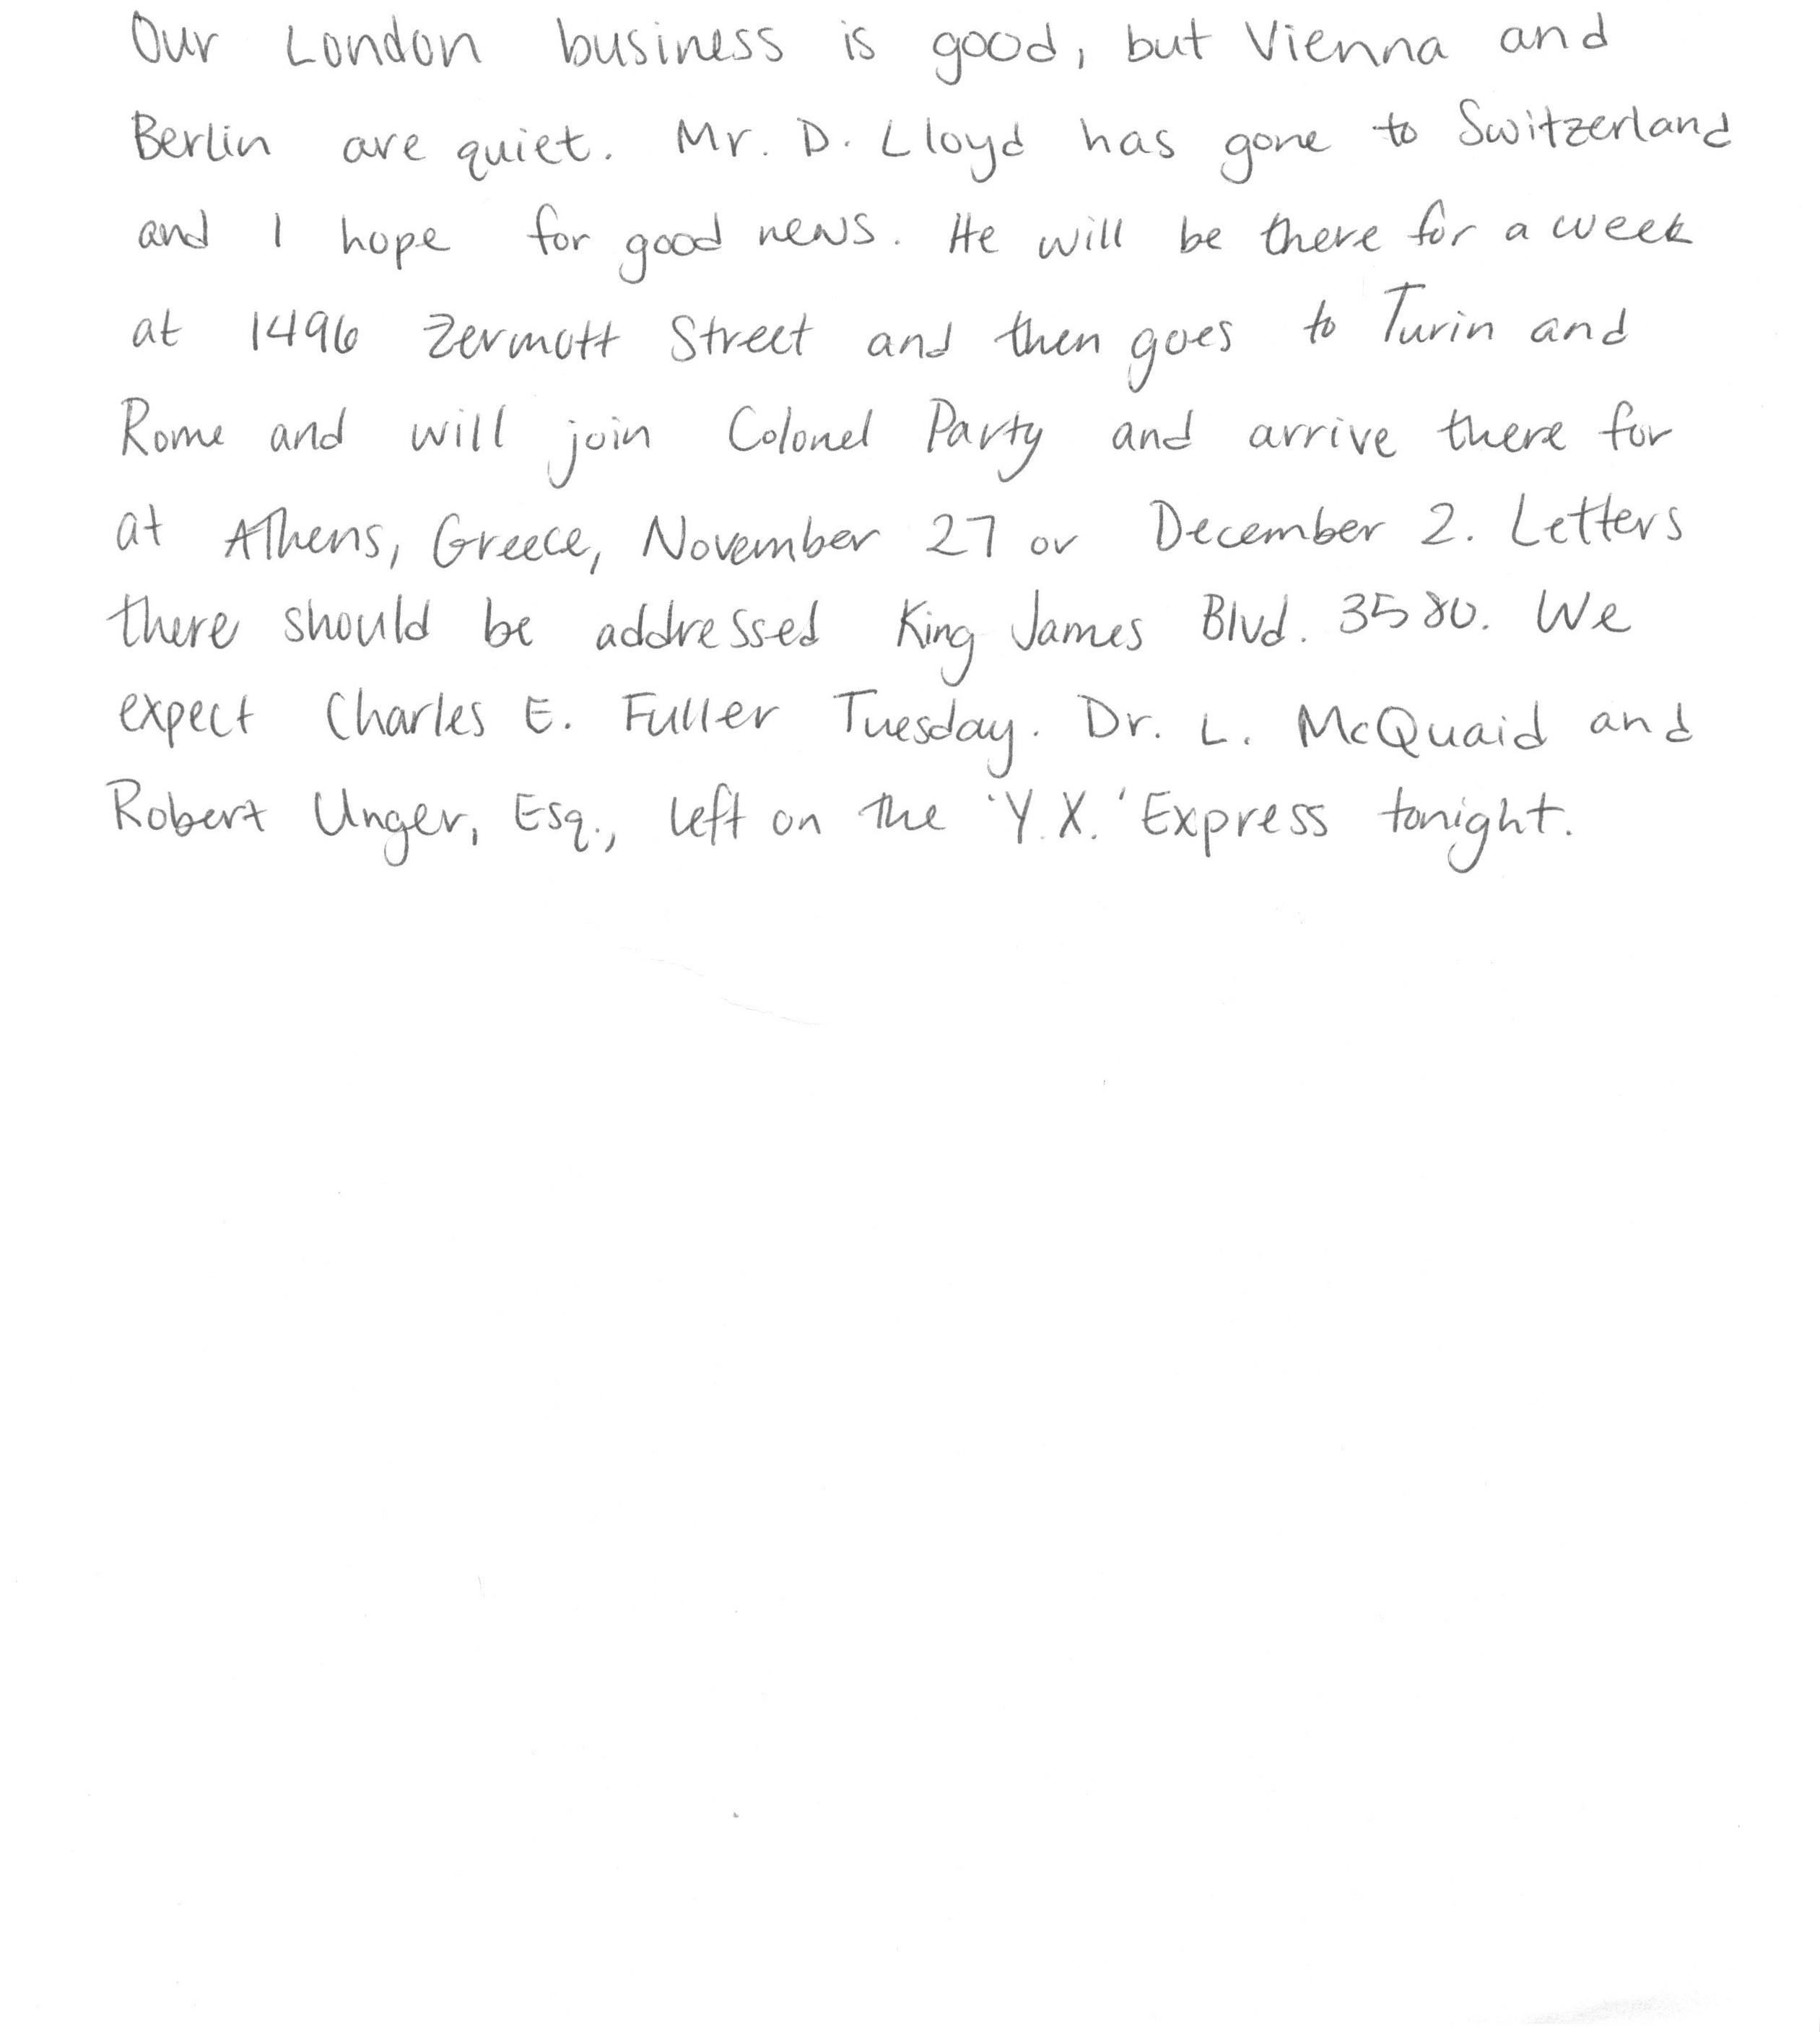 Our London business is good, but Vienna and
Berlin are quiet. Mr. D. Lloyd has gone to Switzerland
and I hope for good news. He will be there for a week
at 1496 Zermott Street and then goes to Turin and
Rome and will join Colonel Party and arrive there for
at Athens, Greece, November 27 or December 2. Letters
there should be addressed King James Blvd. 3580. We
expect Charles E. Fuller Tuesday. Dr. L. McQuaid and
Robert Unger, Esq., left on the 'Y.X.' Express tonight.